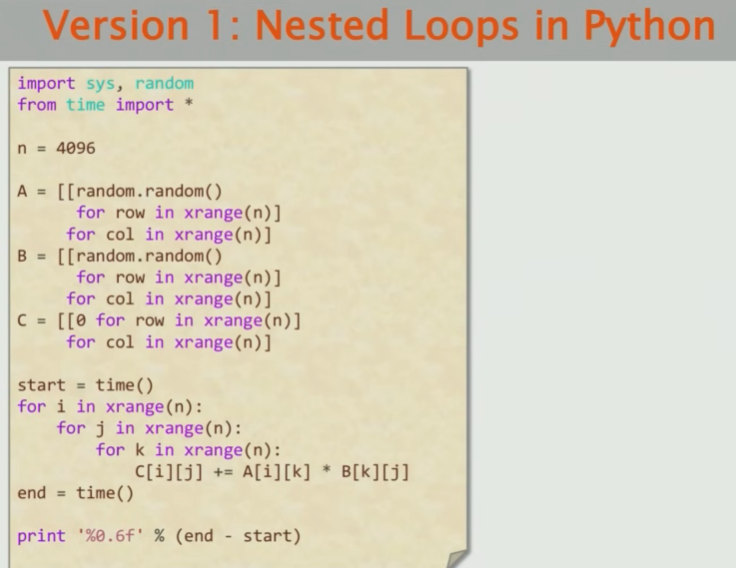 Version 1: Nested Loops in Python
import sys, random
from time import *
n = 4096
A = [[random.random()
for row in xrange(n)]
for col in xrange(n)]
B = [[random.random()
for row in xrange(n)]
for col in xrange(n)]
C = [[0 for row in xrange(n)]
for col in xrange(n)]
start = time()
for i in xrange(n):
for j in xrange(n):
for k in xrange(n):
C[i][j] += A[i][k] * B[k][j]
end = time()
print '%0.6f' % (end - start)